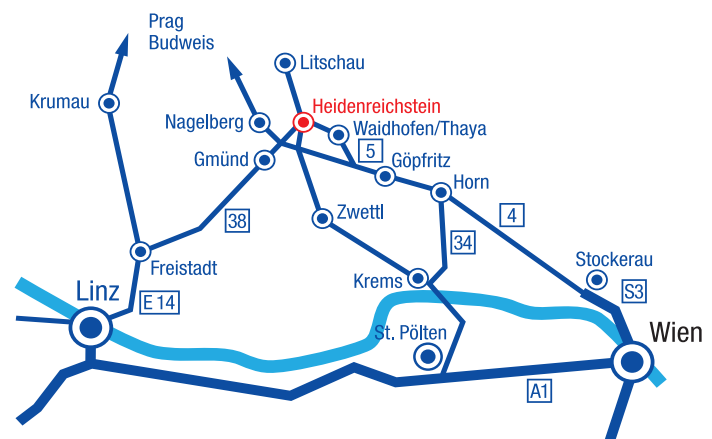 Prag
Budweis
Litschau
Krumau
Heidenreichstein
Nagelberg
Waidhofen/Thaya
5
Gmünd
Göpfritz
Horn
38
Zwettl
4
34
Freistadt
Stockerau
Krems
Linz
E 14
S3
St. Pölten
Wien
A1